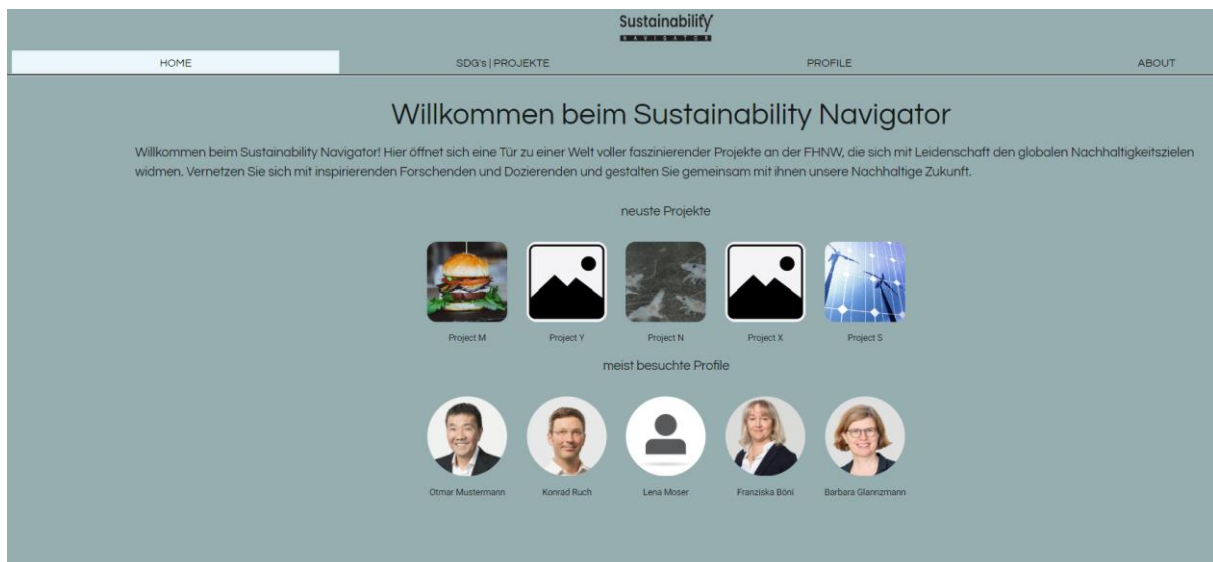 Sustainability
NAVIGATOR
HOME SDG's | PROJEKTE PROFILE ABOUT
Willkommen beim Sustainability Navigator
Willkommen beim Sustainability Navigator! Hier öffnet sich eine Tür zu einer Welt voller faszinierender Projekte an der FHNW, die sich mit Leidenschaft den globalen Nachhaltigkeitszielen
widmen. Vernetzen Sie sich mit inspirierenden Forschenden und Dozierenden und gestalten Sie gemeinsam mit ihnen unsere Nachhaltige Zukunft.
neuste Projekte
Project M Project Y Project N Project X Project S
meist besuchte Profile
Otmar Mustermann Konrad Ruch Lena Moser Franziska Böni Barbara Glannzmann